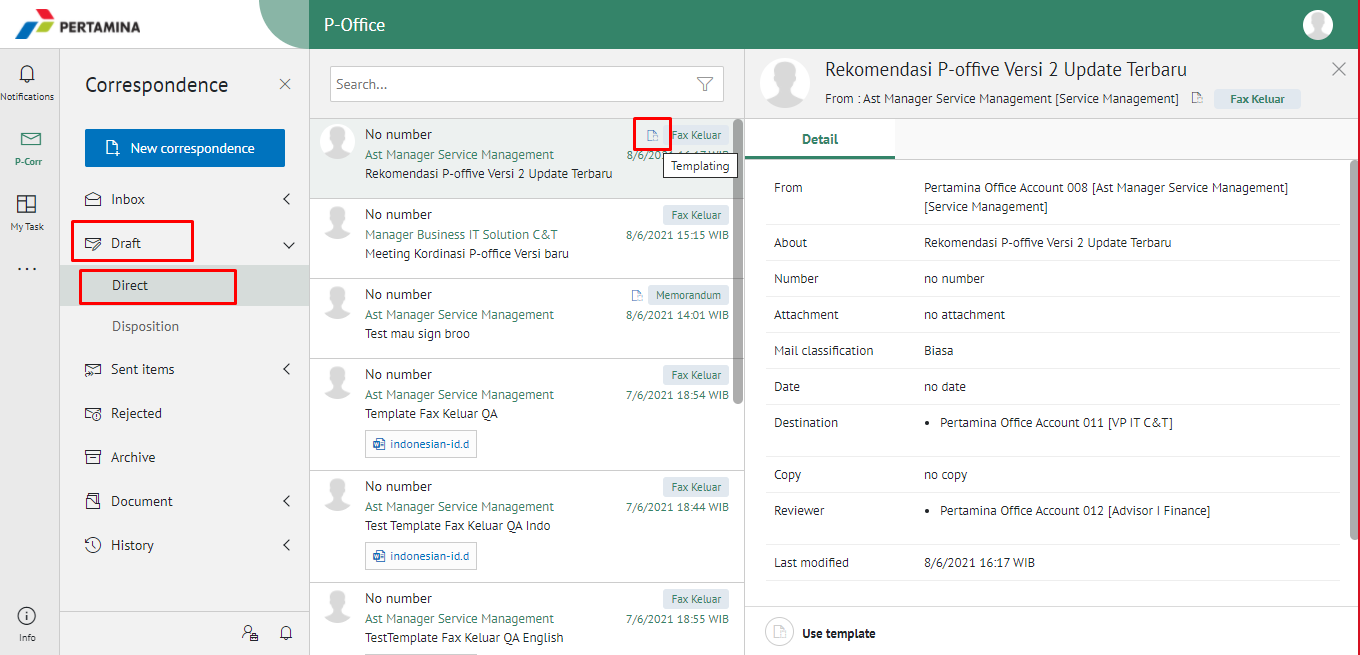 PERTAMINA
P-Office
Notifications
P-Corr
My Task
Info
Correspondence
New correspondence
Inbox
Draft
Direct
Disposition
Sent items
Rejected
Archive
Document
History
Search...
No number
Fax Keluar
Ast Manager Service Management
Templating
Rekomendasi P-offive Versi 2 Update Terbaru
No number
Fax Keluar
Manager Business IT Solution C&T
8/6/2021 15:15 WIB
Meeting Kordinasi P-office Versi baru
No number
Memorandum
Ast Manager Service Management
8/6/2021 14:01 WIB
Test mau sign broo
No number
Fax Keluar
Ast Manager Service Management
7/6/2021 18:54 WIB
Template Fax Keluar QA
indonesian-id.d
No number
Fax Keluar
Ast Manager Service Management
7/6/2021 18:44 WIB
Test Template Fax Keluar QA Indo
indonesian-id.d
No number
Fax Keluar
Ast Manager Service Management
7/6/2021 18:55 WIB
TestTemplate Fax Keluar QA English
Rekomendasi P-offive Versi 2 Update Terbaru
From : Ast Manager Service Management [Service Management]
Fax Keluar
Detail
From
Pertamina Office Account 008 [Ast Manager Service Management]
[Service Management]
About
Rekomendasi P-offive Versi 2 Update Terbaru
Number
no number
Attachment
no attachment
Mail classification
Biasa
Date
no date
Destination
• Pertamina Office Account 011 [VP IT C&T]
Copy
no copy
Reviewer
• Pertamina Office Account 012 [Advisor I Finance]
Last modified
8/6/2021 16:17 WIB
Use template